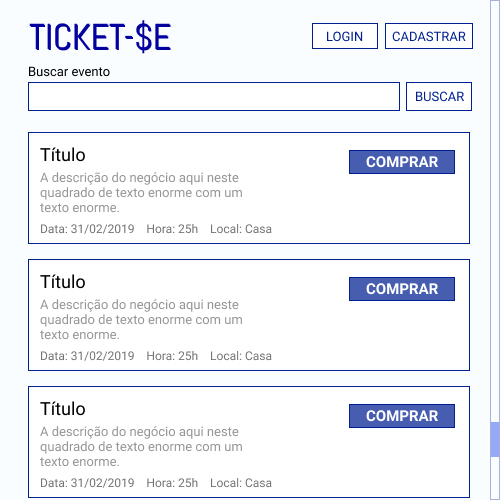 TICKET-$E
LOGIN
CADASTRAR
Buscar evento
BUSCAR
Título
COMPRAR
A descrição do negócio aqui neste
quadrado de texto enorme com um
texto enorme.
Data: 31/02/2019 Hora: 25h Local: Casa
Título
COMPRAR
A descrição do negócio aqui neste
quadrado de texto enorme com um
texto enorme.
Data: 31/02/2019 Hora: 25h Local: Casa
Título
COMPRAR
A descrição do negócio aqui neste
quadrado de texto enorme com um
texto enorme.
Data: 31/02/2019 Hora: 25h Local: Casa